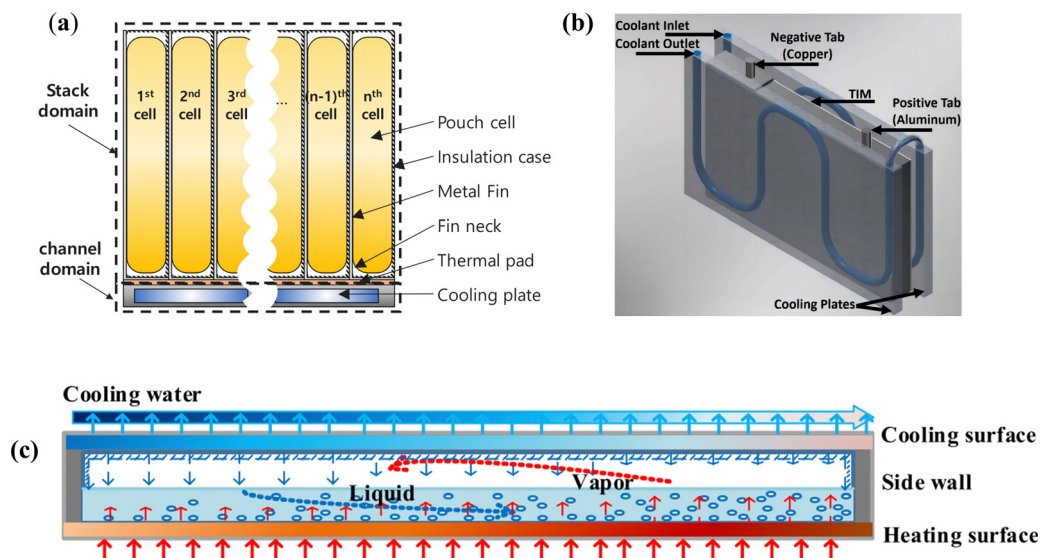 (a)
Stack
domain
channel
domain
1st
cell
2nd
cell
3rd
cell
...
(n-1)th
cell
nth
cell
Pouch cell
Insulation case
Metal Fin
Fin neck
Thermal pad
Cooling plate
(b)
Coolant Inlet
Coolant Outlet
Negative Tab
(Copper)
TIM
Positive Tab
(Aluminum)
Cooling Plates
(c)
Cooling water
Cooling surface
Side wall
Heating surface
Liquid
Vapor